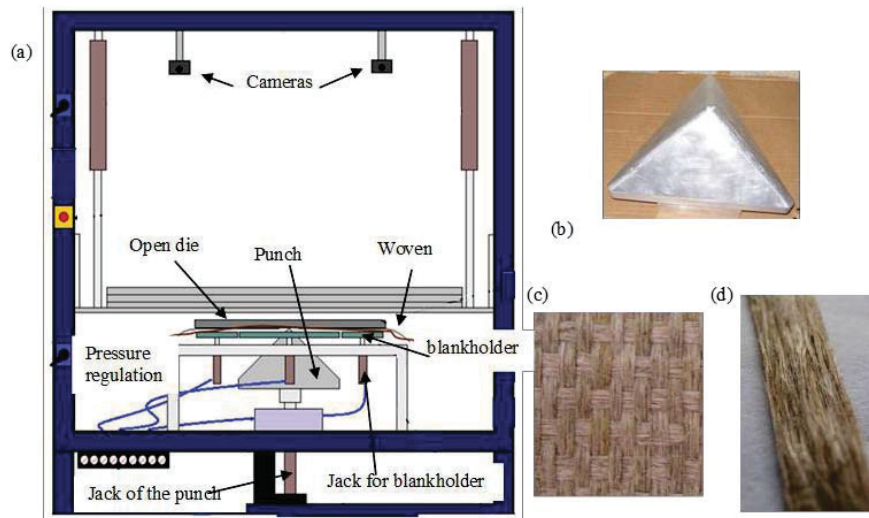 (a)
Cameras
(b)
Open die
Punch
Woven
(c)
(d)
blankholder
Pressure
regulation
Jack of the punch
Jack for blankholder